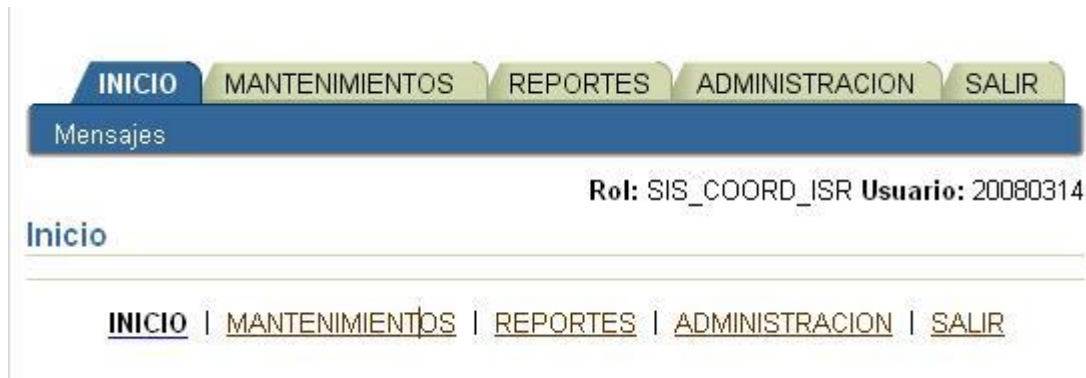 INICIO MANTENIMIENTOS REPORTES ADMINISTRACION SALIR
Mensajes
Rol: SIS_COORD_ISR Usuario: 20080314
Inicio
INICIO | MANTENIMIENTOS | REPORTES | ADMINISTRACION | SALIR